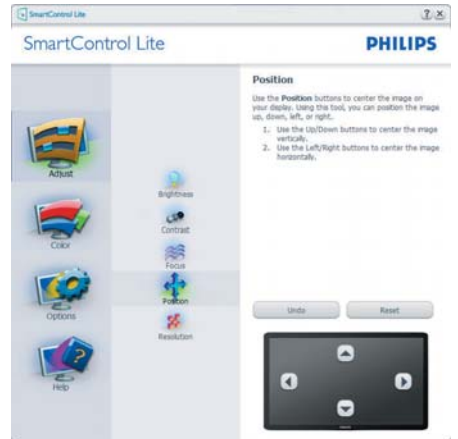 SmartControl Lite
SmartControl Lite
PHILIPS
Adjust
Color
Options
Help
Brightness
Contrast
Focus
Position
Resolution
Position
Use the Position buttons to center the image on
your display. Using the tool, you can position the image
up, down, left, or right.
1. Use the Up/Down buttons to center the image
vertically.
2. Use the Left/Right buttons to center the image
horizontally.
Undo
Reset